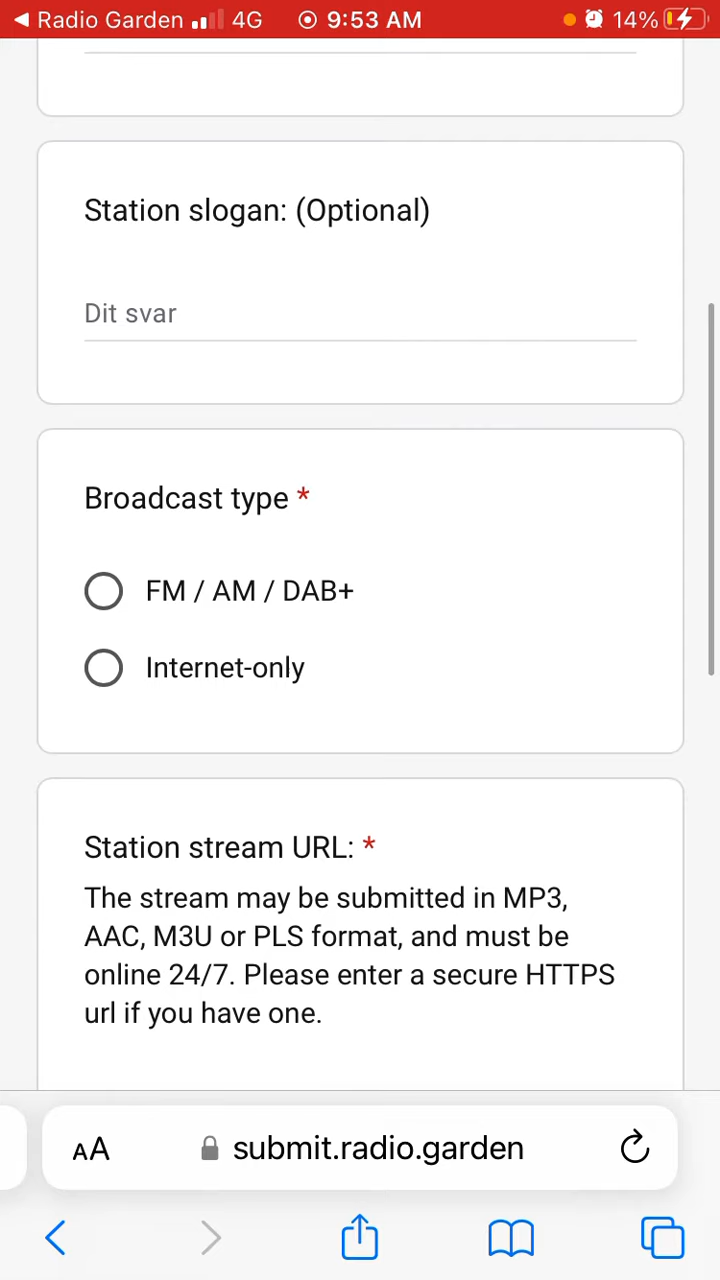 Radio Garden 4G 9:53 AM 14%
Station slogan: (Optional)
Dit svar
Broadcast type *
FM / AM / DAB+
Internet-only
Station stream URL: *
The stream may be submitted in MP3,
AAC, M3U or PLS format, and must be
online 24/7. Please enter a secure HTTPS
url if you have one.
AA submit.radio.garden